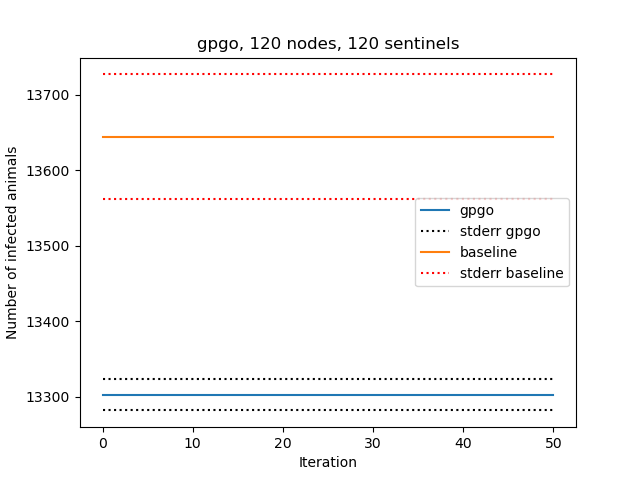 gpgo, 120 nodes, 120 sentinels
13700
13600
13500
13400
13300
Number of infected animals
gpgo
stderr gpgo
baseline
stderr baseline
0 10 20 30 40 50
Iteration